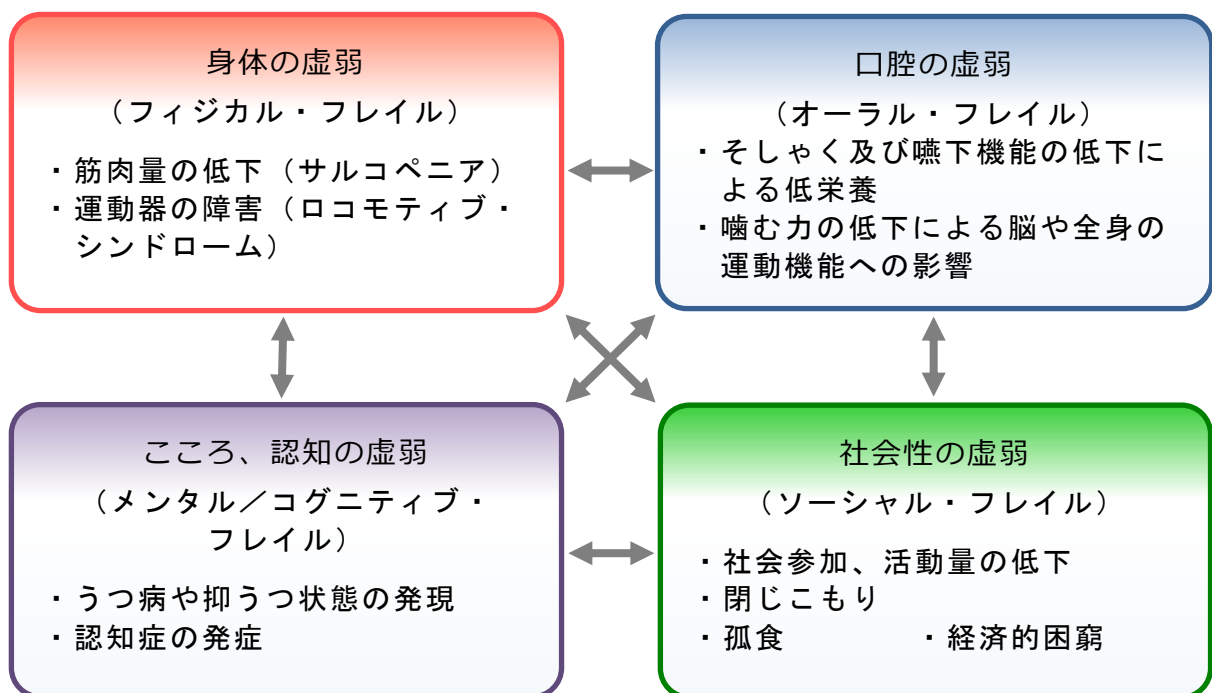 身体の虚弱
（フィジカル・フレイル）
・筋肉量の低下（サルコペニア）
・運動器の障害（ロコモティブ・
シンドローム）
口腔の虚弱
（オーラル・フレイル）
・そしゃく及び嚥下機能の低下に
よる低栄養
・噛む力の低下による脳や全身の
運動機能への影響
こころ、認知の虚弱
（メンタル／コグニティブ・
フレイル）
・うつ病や抑うつ状態の発現
・認知症の発症
社会性の虚弱
（ソーシャル・フレイル）
・社会参加、活動量の低下
・閉じこもり
・孤食　　　・経済的困窮